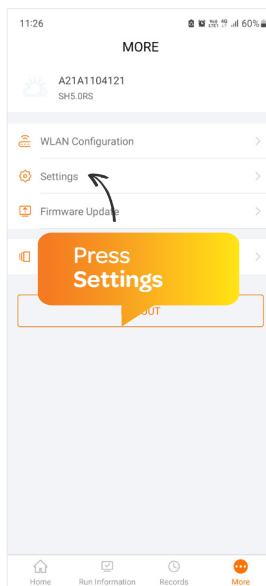 11:26
60%
MORE
A21A1104121
SH5.0RS
WLAN Configuration
Settings
Firmware Update
Press
Settings
OUT
Home Run Information Records More